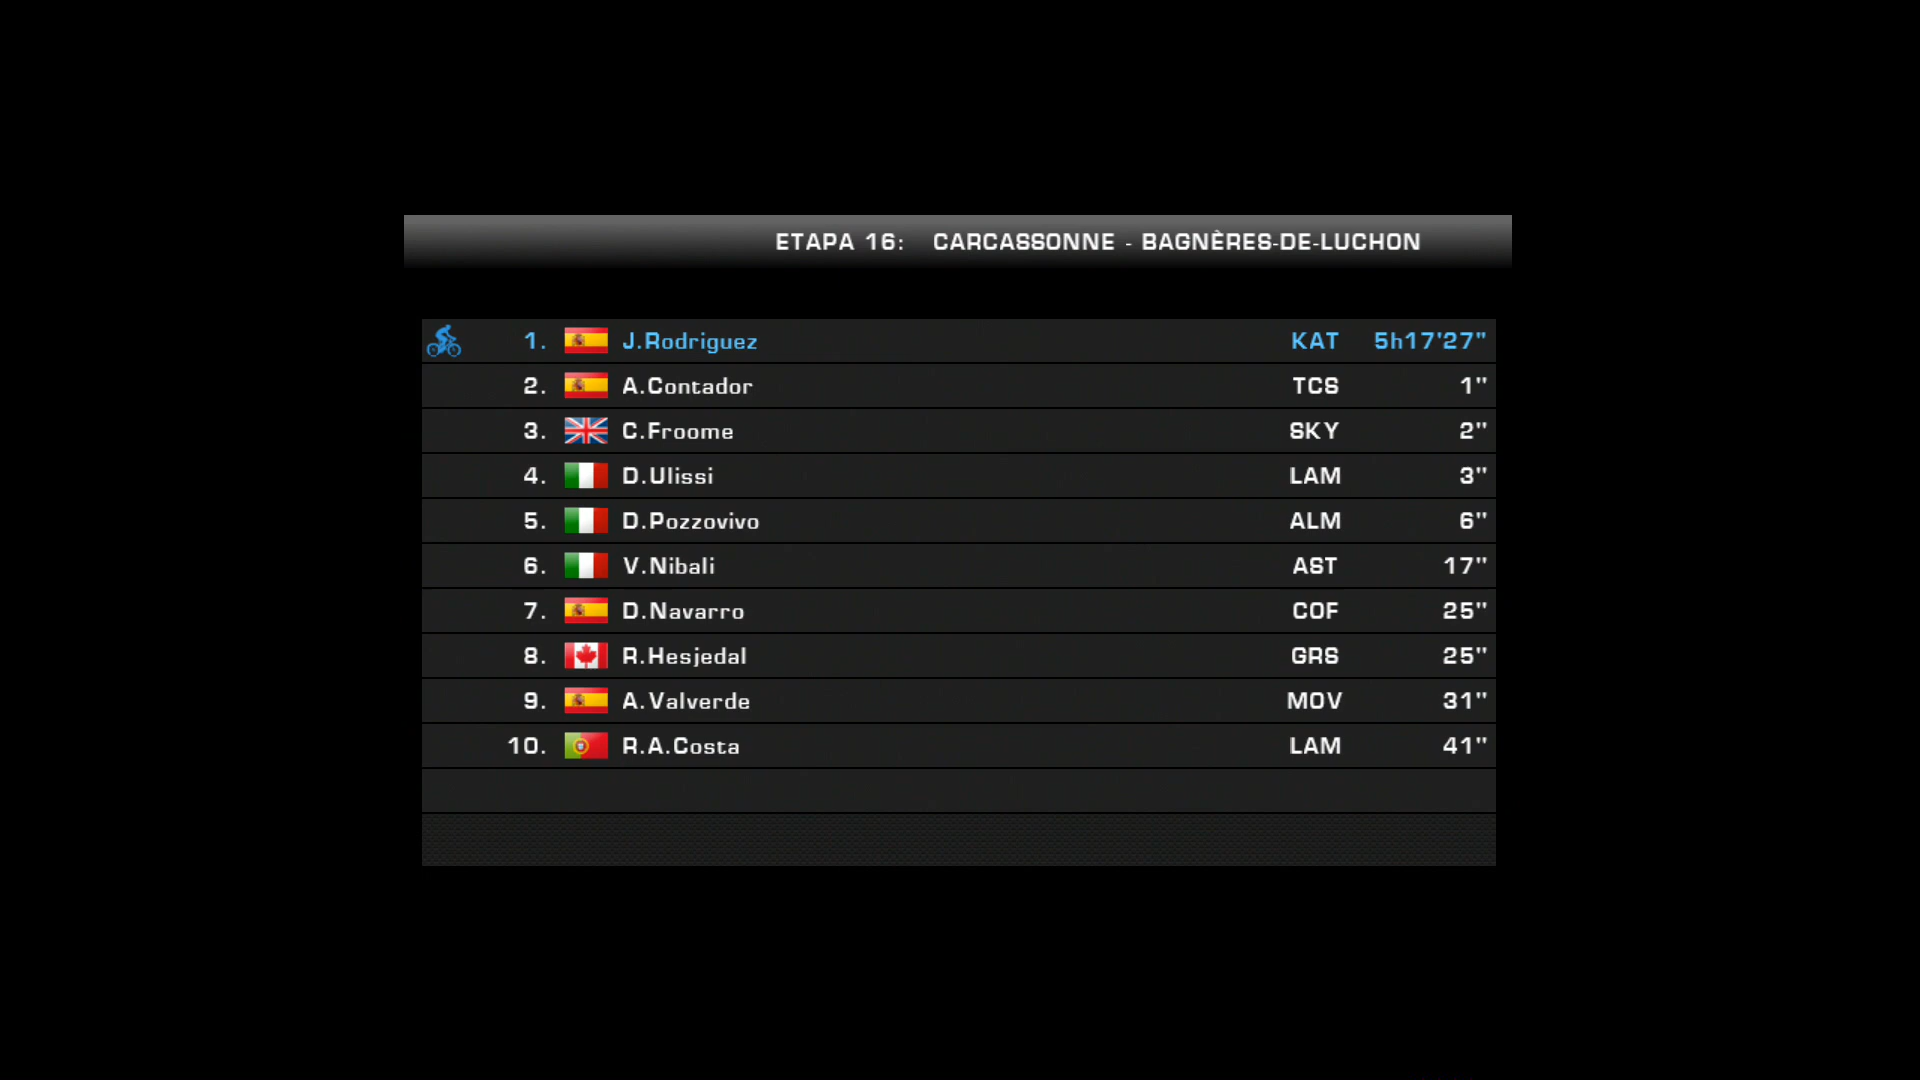 ETAPA 16: CARCASSONNE - BAGNÈRES-DE-LUCHON
1. J.Rodriguez KAT 5h17'27"
2. A.Contador TCS 1"
3. C.Froome SKY 2"
4. D.Ulissi LAM 3"
5. D.Pozzovivo ALM 6"
6. V.Nibali AST 17"
7. D.Navarro COF 25"
8. R.Hesjedal GRS 25"
9. A.Valverde MOV 31"
10. R.A.Costa LAM 41"